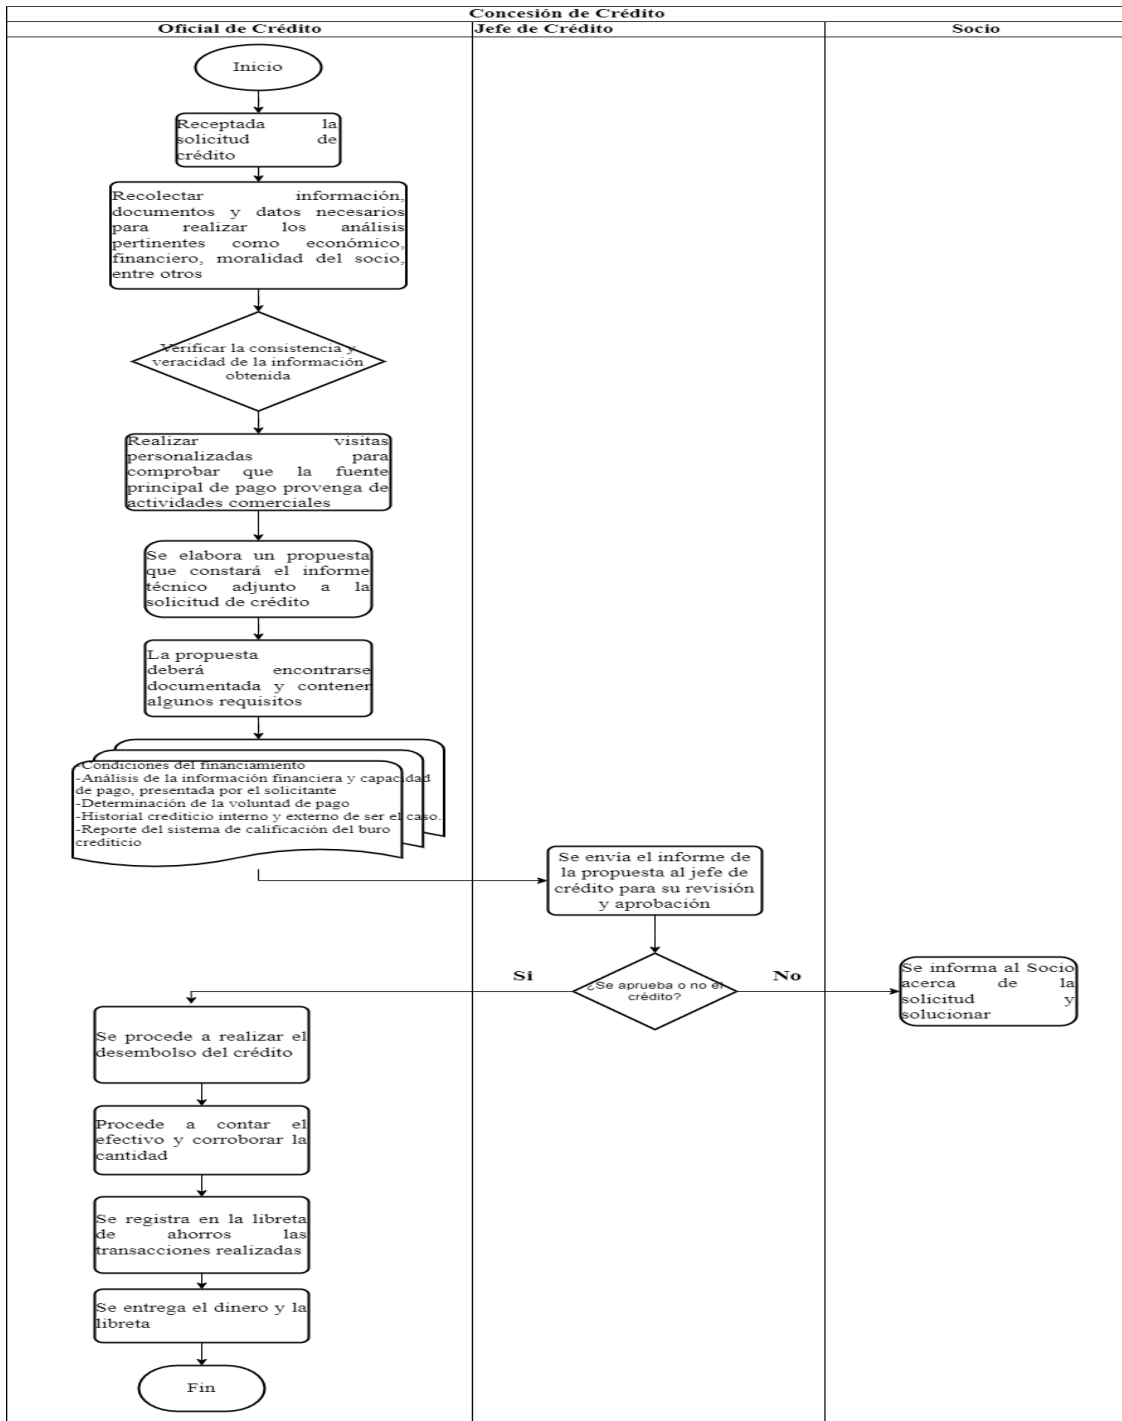 Concesión de Crédito
Oficial de Crédito
Jefe de Crédito
Socio
Inicio
Receptada la
solicitud de
crédito
Recolectar información,
documentos y datos necesarios
para realizar los análisis
pertinentes como económico,
financiero, moralidad del socio,
entre otros
Verificar la consistencia y
veracidad de la información
obtenida
Realizar visitas
personalizadas para
comprobar que la fuente
principal de pago provenga de
actividades comerciales
Se elabora un propuesta
que constará el informe
técnico adjunto a la
solicitud de crédito
La propuesta
deberá encontrarse
documentada y contener
algunos requisitos
-Condiciones del financiamiento
-Análisis de la información financiera y capacidad
de pago, presentada por el solicitante
-Determinación de la voluntad de pago
-Historial crediticio interno y externo de ser el caso.
-Reporte del sistema de calificación del buro
crediticio
Se envía el informe de
la propuesta al jefe de
crédito para su revisión
y aprobación
¿Se aprueba o no el
crédito?
Si
No
Se informa al Socio
acerca de la
solicitud y
solucionar
Se procede a realizar el
desembolso del crédito
Procede a contar el
efectivo y corroborar la
cantidad
Se registra en la libreta
de ahorros las
transacciones realizadas
Se entrega el dinero y la
libreta
Fin